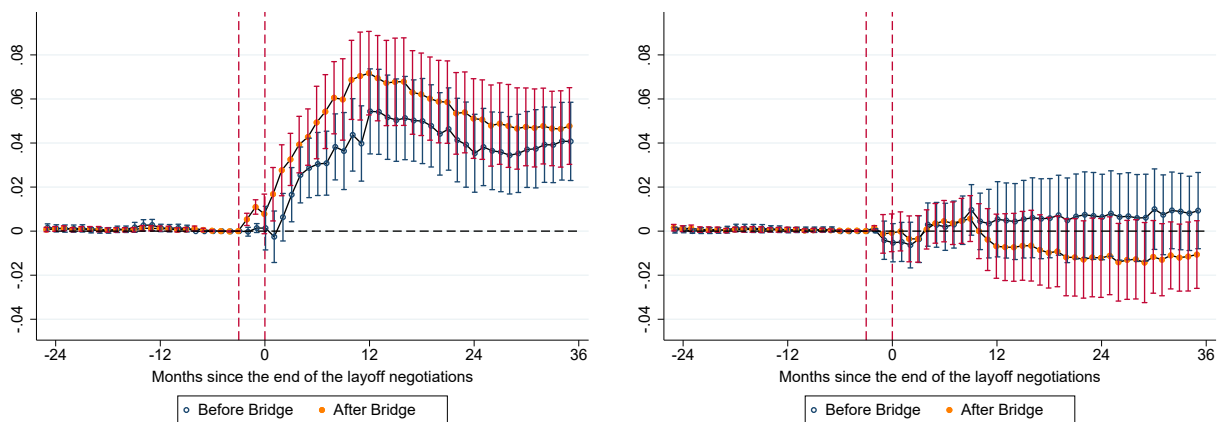 .08
.06
.04
.02
0
-.02
-.04
-24 -12 0 12 24 36
Months since the end of the layoff negotiations
Before Bridge After Bridge
.08
.06
.04
.02
0
-.02
-.04
-24 -12 0 12 24 36
Months since the end of the layoff negotiations
Before Bridge After Bridge